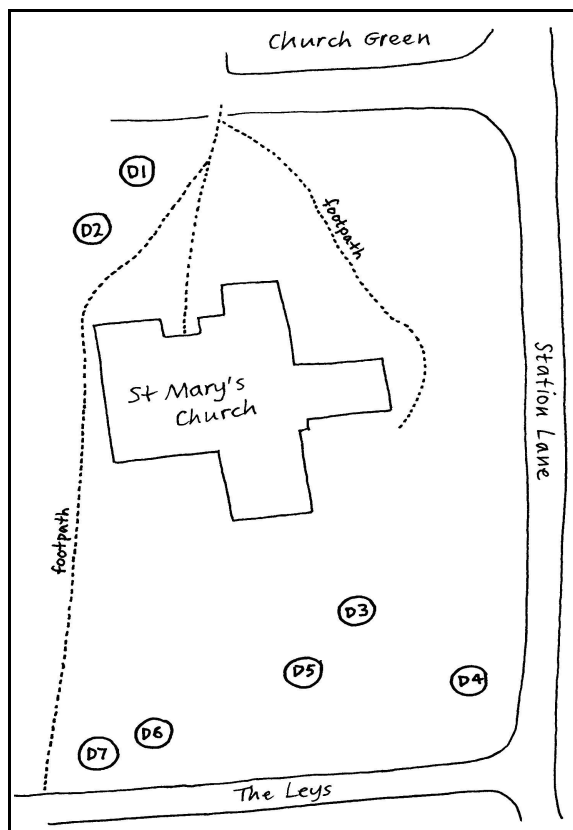 Church Green
D1
D2
footpath
St Mary's
Church
Station Lane
footpath
D3
D5
D4
D6
D7
The Leys